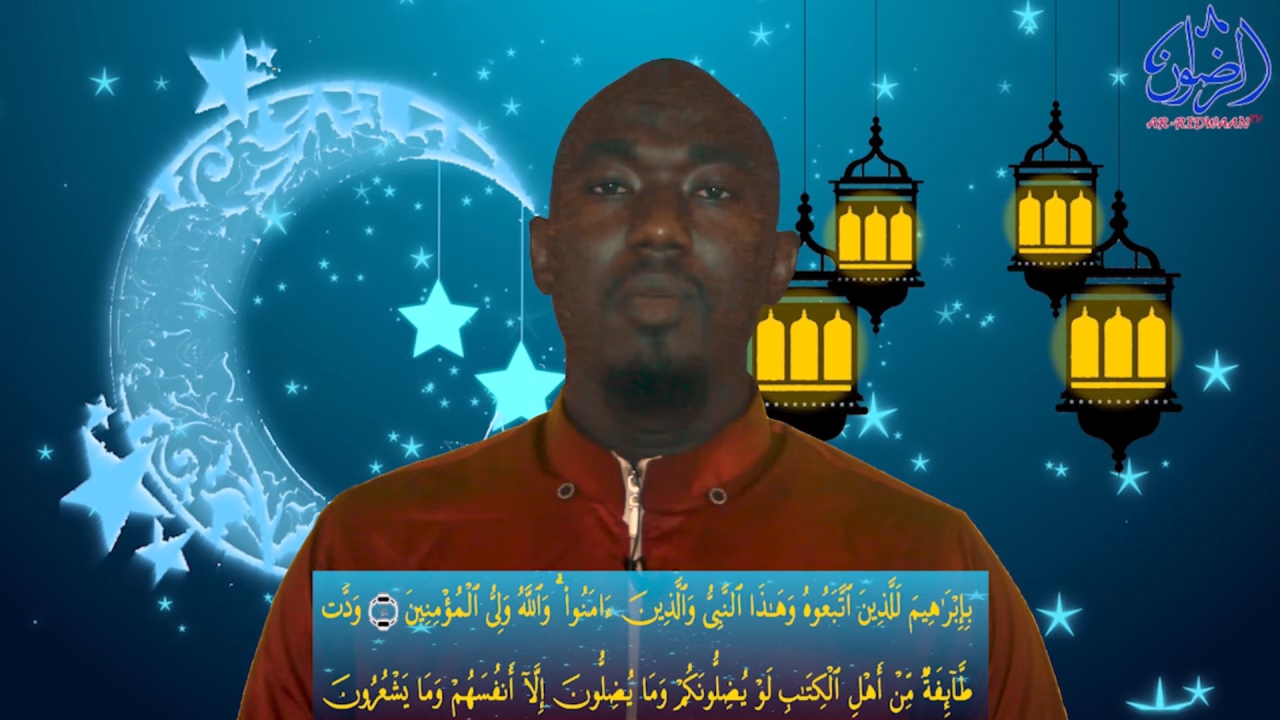 الرضوان
AR-RIDWAAN TV
بِإِبْرَٰهِيمَ لَلَّذِينَ ٱتَّبَعُوهُ وَهَـٰذَا ٱلنَّبِىُّ وَٱلَّذِينَ ءَامَنُوا۟ ۗ وَٱللَّهُ وَلِىُّ ٱلْمُؤْمِنِينَ ۝ وَدَّت
طَّآئِفَةٌ مِّنْ أَهْلِ ٱلْكِتَـٰبِ لَوْ يُضِلُّونَكُمْ وَمَا يُضِلُّونَ إِلَّآ أَنفُسَهُمْ وَمَا يَشْعُرُونَ